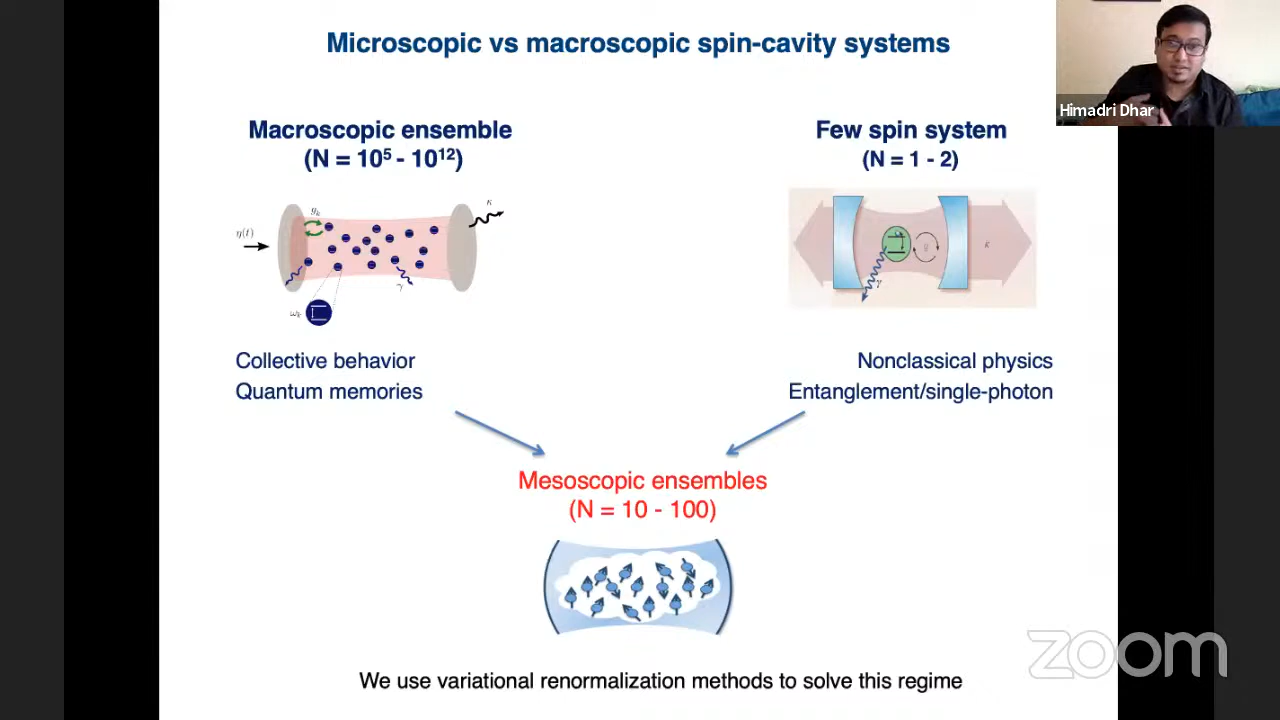 Microscopic vs macroscopic spin-cavity systems
Himadri Dhar
Macroscopic ensemble
(N = 10⁵ - 10¹²)
Few spin system
(N = 1 - 2)
g_k
κ
η(t)
γ
ω_k
g
κ
γ
Collective behavior
Quantum memories
Nonclassical physics
Entanglement/single-photon
Mesoscopic ensembles
(N = 10 - 100)
zoom
We use variational renormalization methods to solve this regime